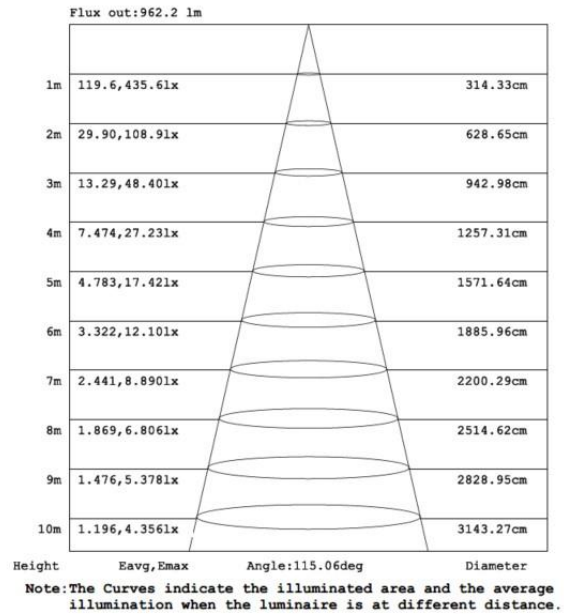 Flux out:962.2 lm
1m 119.6,435.6lx 314.33cm
2m 29.90,108.9lx 628.65cm
3m 13.29,48.40lx 942.98cm
4m 7.474,27.23lx 1257.31cm
5m 4.783,17.42lx 1571.64cm
6m 3.322,12.10lx 1885.96cm
7m 2.441,8.890lx 2200.29cm
8m 1.869,6.806lx 2514.62cm
9m 1.476,5.378lx 2828.95cm
10m 1.196,4.356lx 3143.27cm
Height Eavg,Emax Angle:115.06deg Diameter
Note:The Curves indicate the illuminated area and the average
illumination when the luminaire is at different distance.